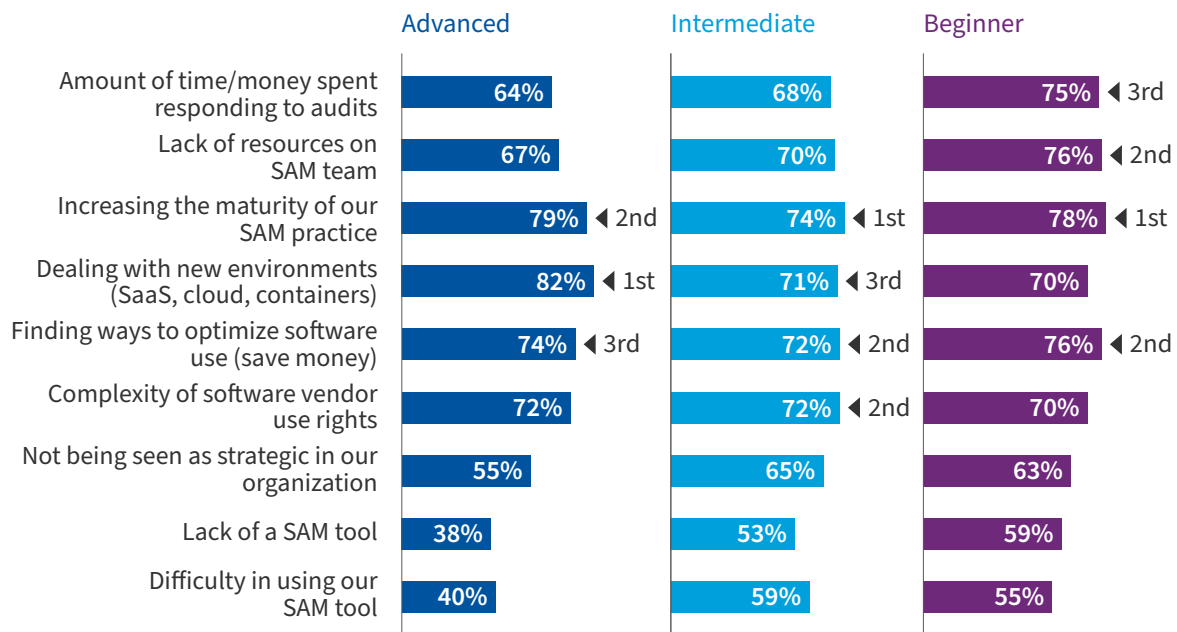 Advanced Intermediate Beginner
Amount of time/money spent
responding to audits
64% 68% 75% ◀ 3rd
Lack of resources on
SAM team
67% 70% 76% ◀ 2nd
Increasing the maturity of our
SAM practice
79% ◀ 2nd 74% ◀ 1st 78% ◀ 1st
Dealing with new environments
(SaaS, cloud, containers)
82% ◀ 1st 71% ◀ 3rd 70%
Finding ways to optimize software
use (save money)
74% ◀ 3rd 72% ◀ 2nd 76% ◀ 2nd
Complexity of software vendor
use rights
72% 72% ◀ 2nd 70%
Not being seen as strategic in our
organization
55% 65% 63%
Lack of a SAM tool
38% 53% 59%
Difficulty in using our
SAM tool
40% 59% 55%